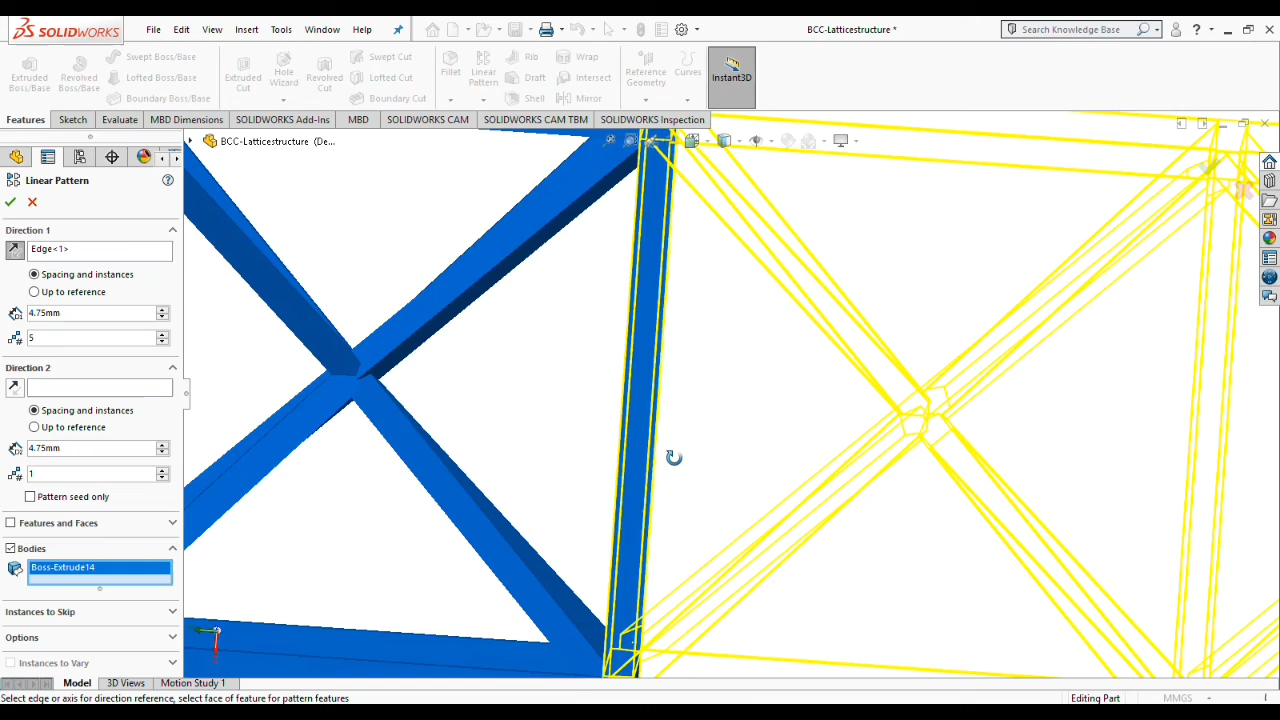 SOLIDWORKS
File Edit View Insert Tools Window Help
BCC-Latticestructure *
Search Knowledge Base
Extruded Boss/Base
Revolved Boss/Base
Swept Boss/Base
Lofted Boss/Base
Boundary Boss/Base
Extruded Cut
Hole Wizard
Revolved Cut
Swept Cut
Lofted Cut
Boundary Cut
Fillet
Linear Pattern
Rib
Draft
Shell
Wrap
Intersect
Mirror
Reference Geometry
Curves
Instant3D
Features Sketch Evaluate MBD Dimensions SOLIDWORKS Add-Ins MBD SOLIDWORKS CAM SOLIDWORKS CAM TBM SOLIDWORKS Inspection
BCC-Latticestructure (De...
Linear Pattern
Direction 1
Edge<1>
Spacing and instances
Up to reference
4.75mm
5
Direction 2
Spacing and instances
Up to reference
4.75mm
1
Pattern seed only
Features and Faces
Bodies
Boss-Extrude14
Instances to Skip
Options
Instances to Vary
Model 3D Views Motion Study 1
Select edge or axis for direction reference, select face of feature for pattern features
Editing Part
MMGS -